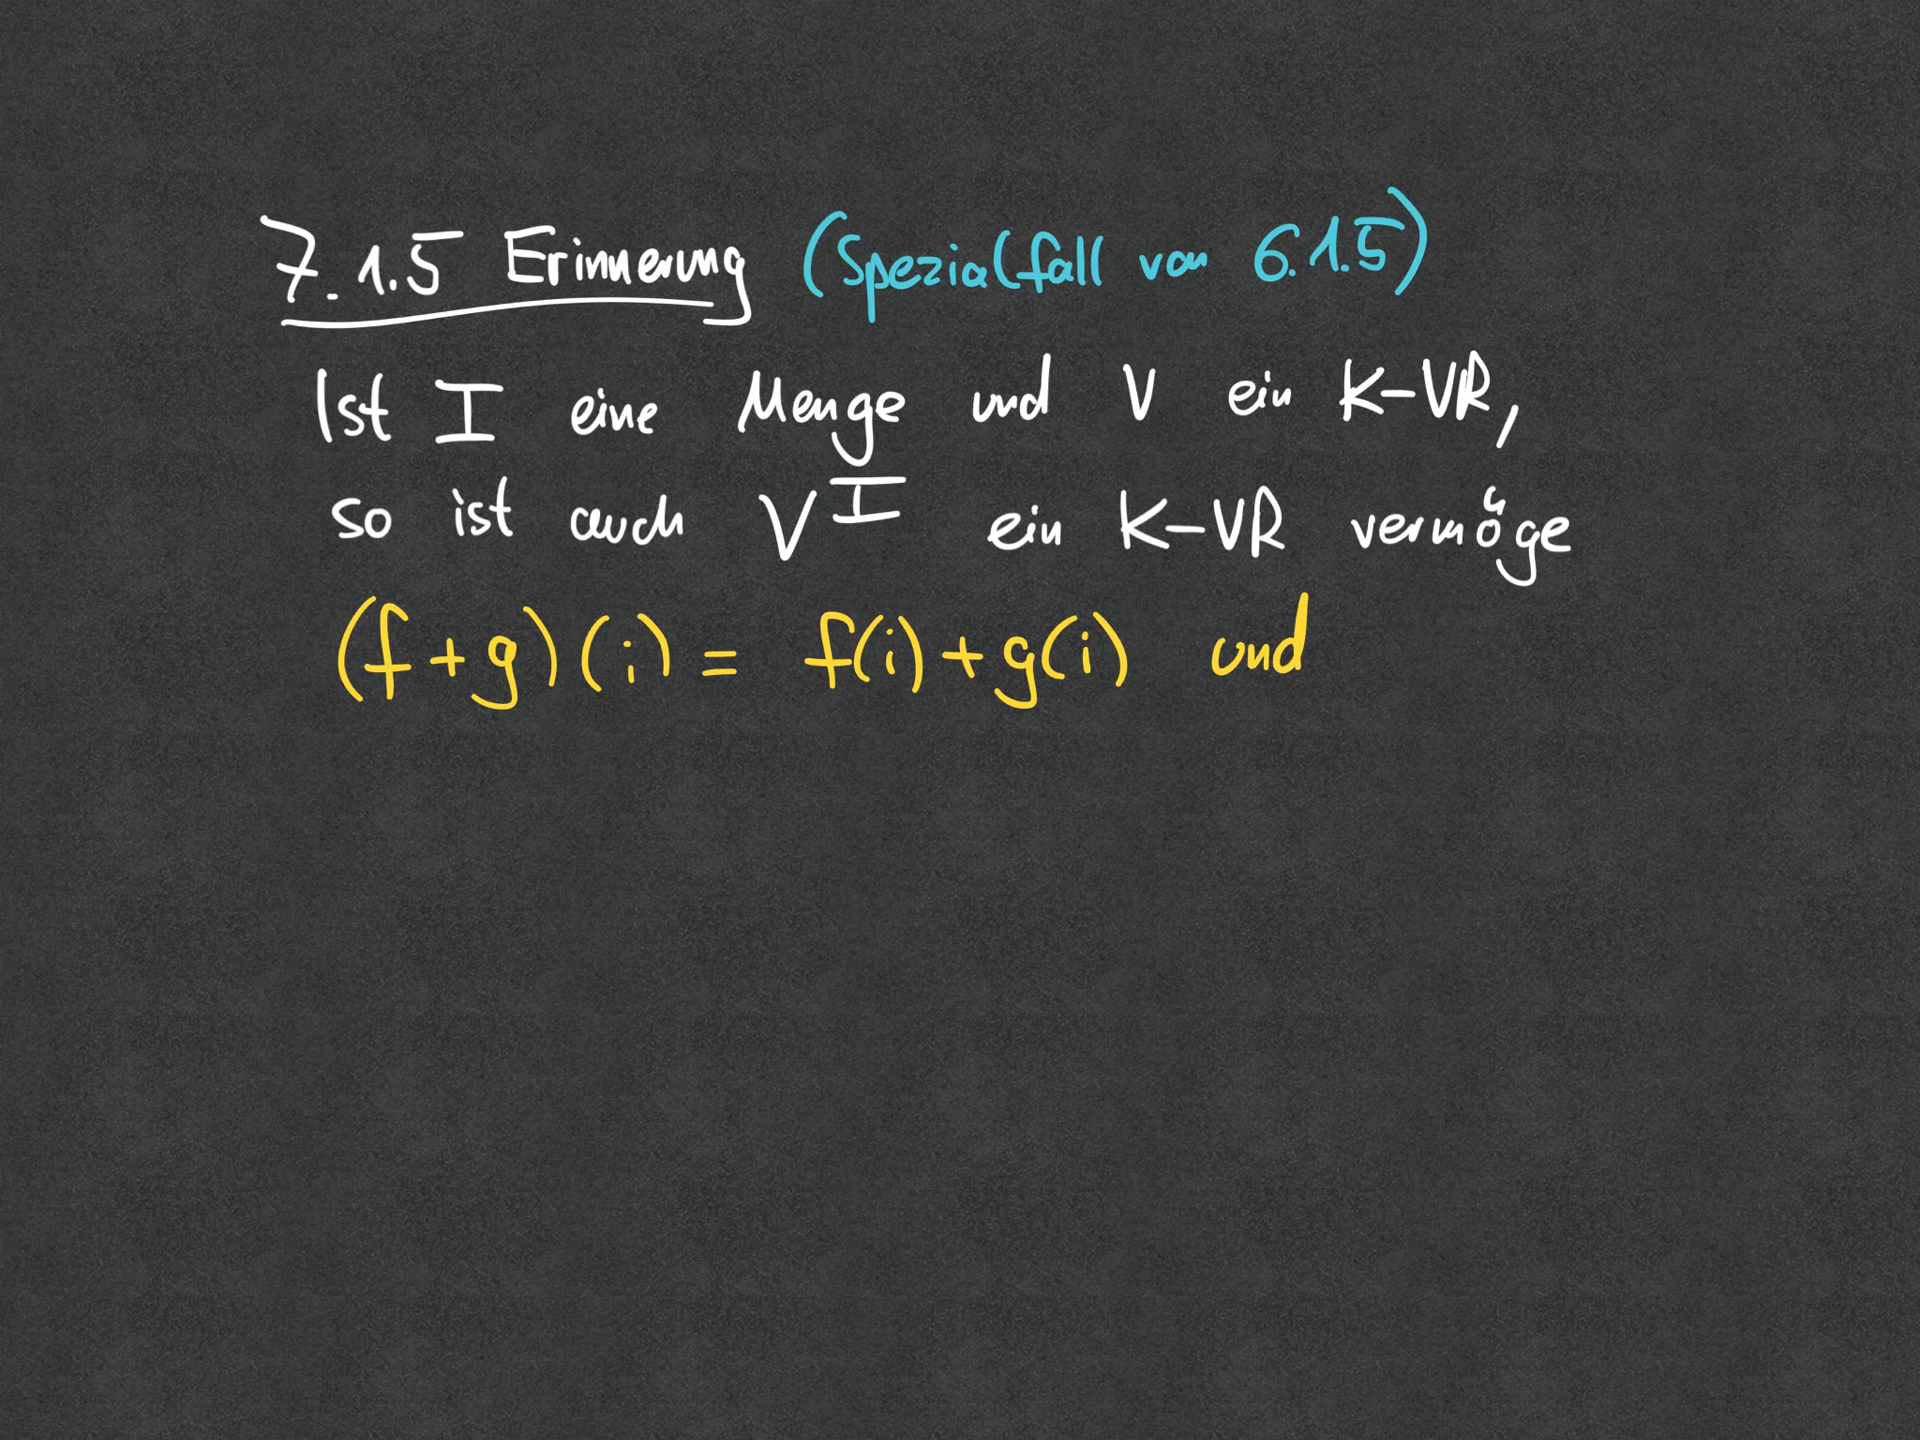 7.1.5 Erinnerung (Spezialfall von 6.1.5)
Ist I eine Menge und V ein K-VR,
so ist auch V^I ein K-VR vermöge
(f+g)(i) = f(i)+g(i) und